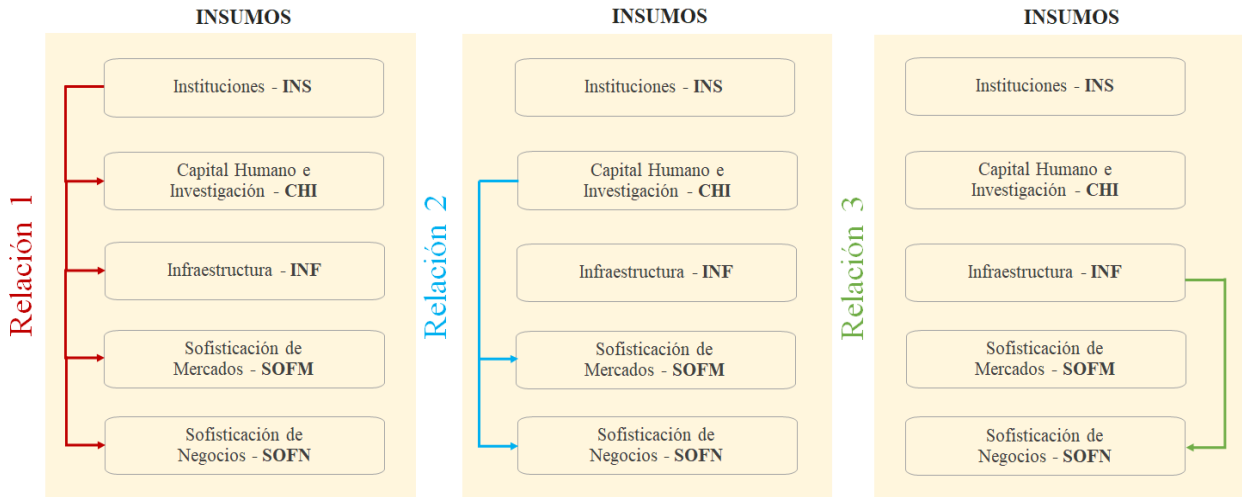 INSUMOS
Relación 1
Instituciones - INS
Capital Humano e
Investigación - CHI
Infraestructura - INF
Sofisticación de
Mercados - SOFM
Sofisticación de
Negocios - SOFN
INSUMOS
Relación 2
Instituciones - INS
Capital Humano e
Investigación - CHI
Infraestructura - INF
Sofisticación de
Mercados - SOFM
Sofisticación de
Negocios - SOFN
INSUMOS
Relación 3
Instituciones - INS
Capital Humano e
Investigación - CHI
Infraestructura - INF
Sofisticación de
Mercados - SOFM
Sofisticación de
Negocios - SOFN